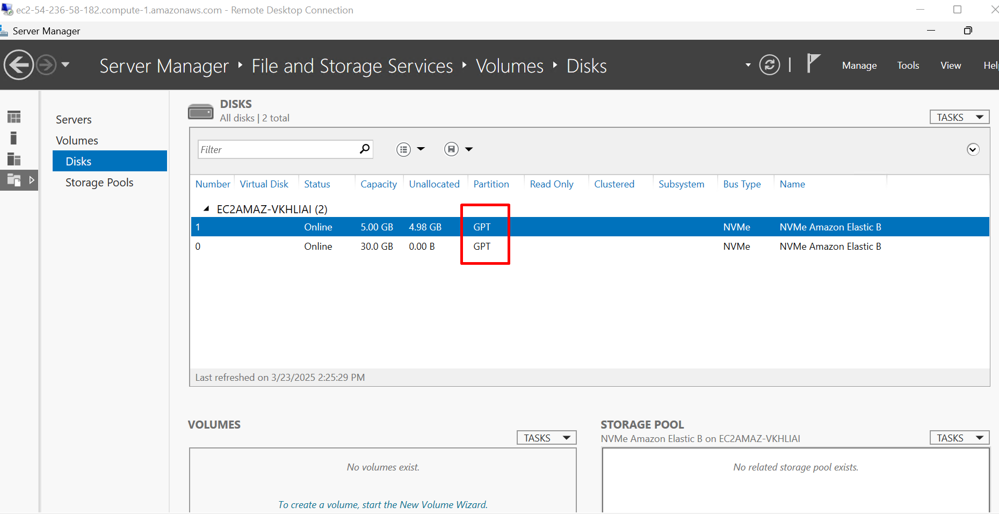 ec2-54-236-58-182.compute-1.amazonaws.com - Remote Desktop Connection
Server Manager
Server Manager File and Storage Services Volumes Disks
Manage Tools View Hel
Servers
Volumes
Disks
Storage Pools
DISKS
All disks | 2 total
TASKS
Filter
Number Virtual Disk Status Capacity Unallocated Partition Read Only Clustered Subsystem Bus Type Name
EC2AMAZ-VKHLIAI (2)
1 Online 5.00 GB 4.98 GB GPT NVMe NVMe Amazon Elastic B
0 Online 30.0 GB 0.00 B GPT NVMe NVMe Amazon Elastic B
Last refreshed on 3/23/2025 2:25:29 PM
VOLUMES
TASKS
No volumes exist.
To create a volume, start the New Volume Wizard.
STORAGE POOL
NVMe Amazon Elastic B on EC2AMAZ-VKHLIAI
TASKS
No related storage pool exists.